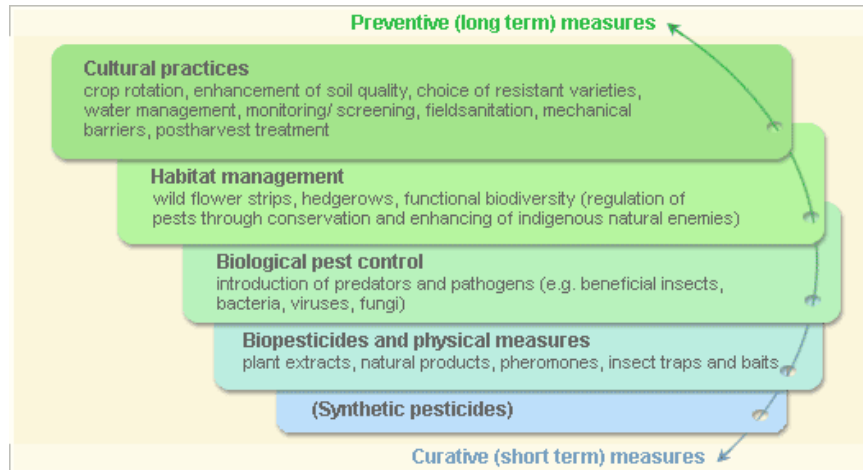 Preventive (long term) measures
Cultural practices
crop rotation, enhancement of soil quality, choice of resistant varieties,
water management, monitoring/ screening, fieldsanitation, mechanical
barriers, postharvest treatment
Habitat management
wild flower strips, hedgerows, functional biodiversity (regulation of
pests through conservation and enhancing of indigenous natural enemies)
Biological pest control
introduction of predators and pathogens (e.g. beneficial insects,
bacteria, viruses, fungi)
Biopesticides and physical measures
plant extracts, natural products, pheromones, insect traps and baits
(Synthetic pesticides)
Curative (short term) measures